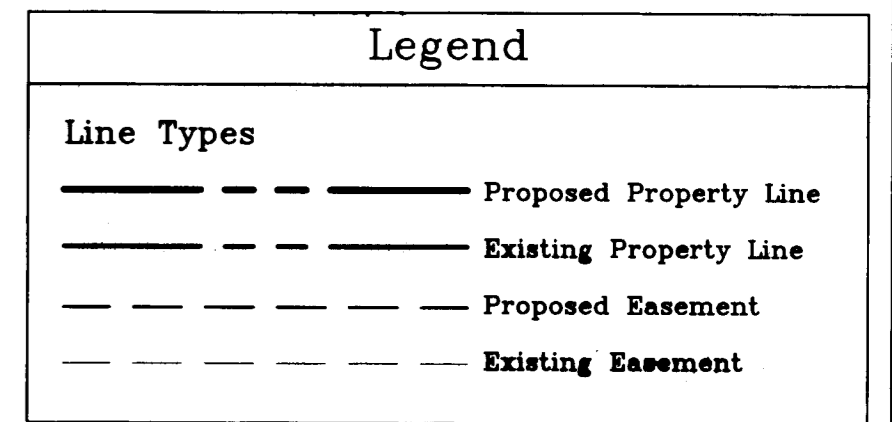 Legend
Line Types
Proposed Property Line
Existing Property Line
Proposed Easement
Existing Easement